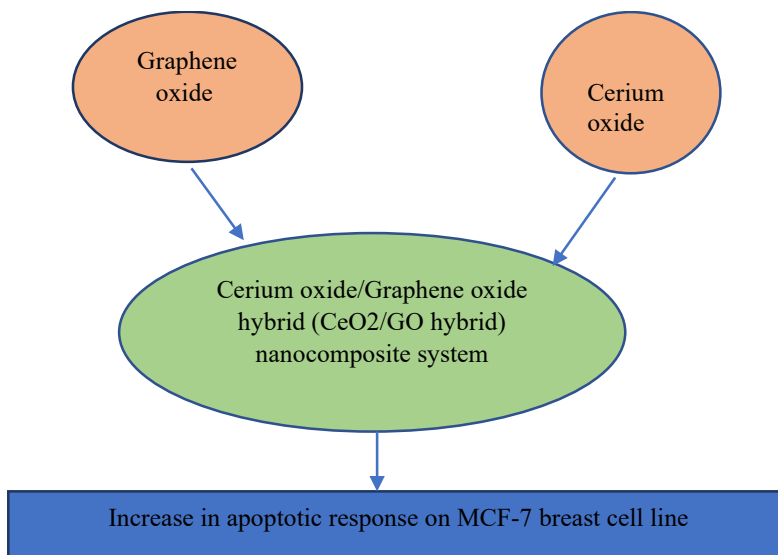 Graphene
oxide
Cerium
oxide
Cerium oxide/Graphene oxide
hybrid (CeO2/GO hybrid)
nanocomposite system
Increase in apoptotic response on MCF-7 breast cell line